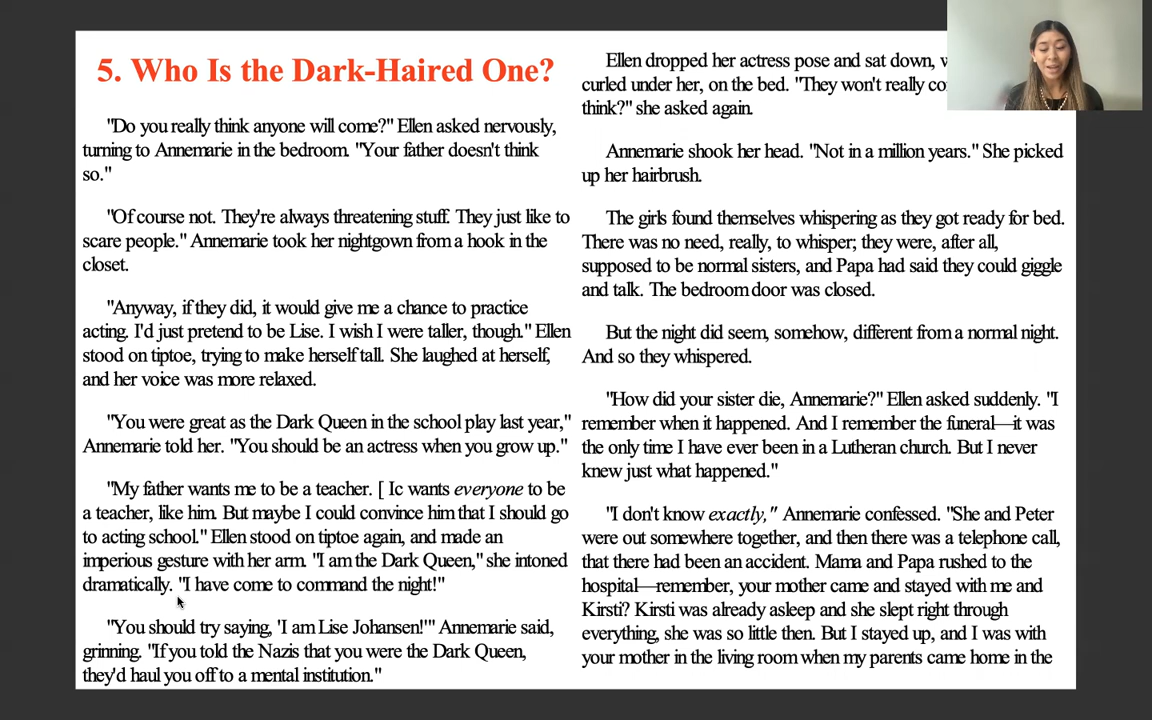 5. Who Is the Dark-Haired One?
"Do you really think anyone will come?" Ellen asked nervously,
turning to Annemarie in the bedroom. "Your father doesn't think
so."
"Of course not. They're always threatening stuff. They just like to
scare people." Annemarie took her nightgown from a hook in the
closet.
"Anyway, if they did, it would give me a chance to practice
acting. I'd just pretend to be Lise. I wish I were taller, though." Ellen
stood on tiptoe, trying to make herself tall. She laughed at herself,
and her voice was more relaxed.
"You were great as the Dark Queen in the school play last year,"
Annemarie told her. "You should be an actress when you grow up."
"My father wants me to be a teacher. [ Ic wants everyone to be
a teacher, like him. But maybe I could convince him that I should go
to acting school." Ellen stood on tiptoe again, and made an
imperious gesture with her arm. "I am the Dark Queen," she intoned
dramatically. "I have come to command the night!"
"You should try saying, 'I am Lise Johansen!'" Annemarie said,
grinning. "If you told the Nazis that you were the Dark Queen,
they'd haul you off to a mental institution."
Ellen dropped her actress pose and sat down,
curled under her, on the bed. "They won't really
think?" she asked again.
Annemarie shook her head. "Not in a million years." She picked
up her hairbrush.
The girls found themselves whispering as they got ready for bed.
There was no need, really, to whisper; they were, after all,
supposed to be normal sisters, and Papa had said they could giggle
and talk. The bedroom door was closed.
But the night did seem, somehow, different from a normal night.
And so they whispered.
"How did your sister die, Annemarie?" Ellen asked suddenly. "I
remember when it happened. And I remember the funeral—it was
the only time I have ever been in a Lutheran church. But I never
knew just what happened."
"I don't know exactly," Annemarie confessed. "She and Peter
were out somewhere together, and then there was a telephone call,
that there had been an accident. Mama and Papa rushed to the
hospital—remember, your mother came and stayed with me and
Kirsti? Kirsti was already asleep and she slept right through
everything, she was so little then. But I stayed up, and I was with
your mother in the living room when my parents came home in the